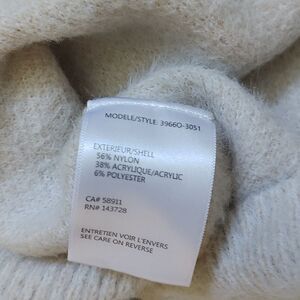 MODELE/STYLE: 3966O-3051
EXTERIEUR/SHELL
56% NYLON
38% ACRYLIQUE/ACRYLIC
6% POLYESTER
CA# 58911
RN# 143728
ENTRETIEN VOIR L'ENVERS
SEE CARE ON REVERSE